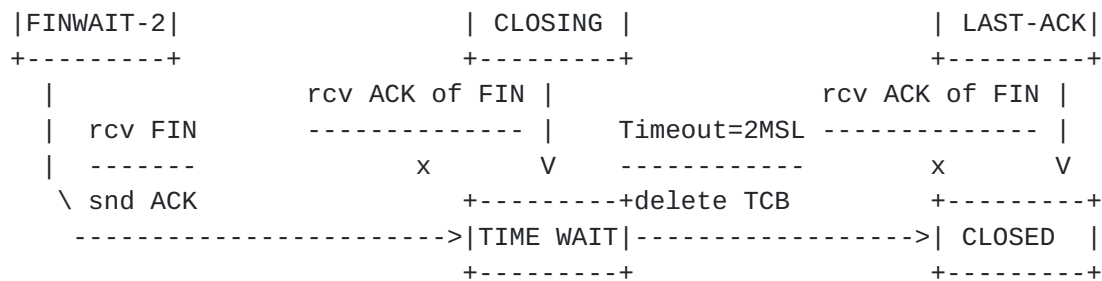 |FINWAIT-2|                 | CLOSING |                 | LAST-ACK|
+---------+                 +---------+                 +---------+
  |                rcv ACK of FIN |                rcv ACK of FIN |
  |  rcv FIN       -------------- |    Timeout=2MSL -------------- |
  |  -------              x       V    ------------        x       V
   \ snd ACK                 +---------+delete TCB         +---------+
    ------------------------>|TIME WAIT|------------------>| CLOSED  |
                             +---------+                   +---------+